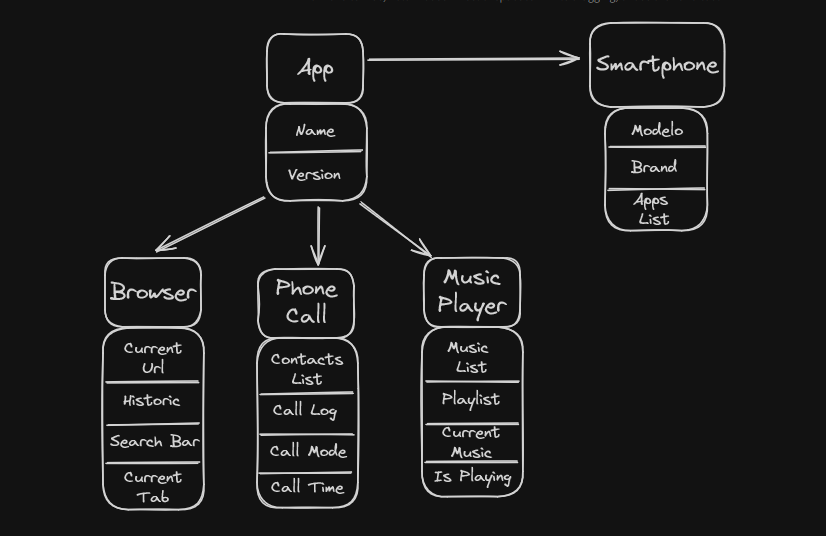 App
Smartphone
Name
Version
Modelo
Brand
Apps
List
Browser
Phone
Call
Music
Player
Current
Url
Historic
Search Bar
Current
Tab
Contacts
List
Call Log
Call Mode
Call Time
Music
List
Playlist
Current
Music
Is Playing